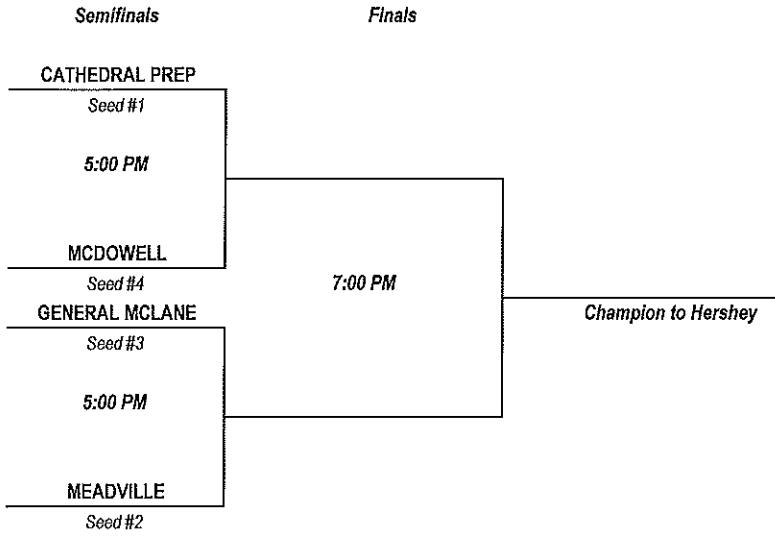 Semifinals
Finals
CATHEDRAL PREP
Seed #1
5:00 PM
MCDOWELL
Seed #4
7:00 PM
GENERAL MCLANE
Champion to Hershey
Seed #3
5:00 PM
MEADVILLE
Seed #2